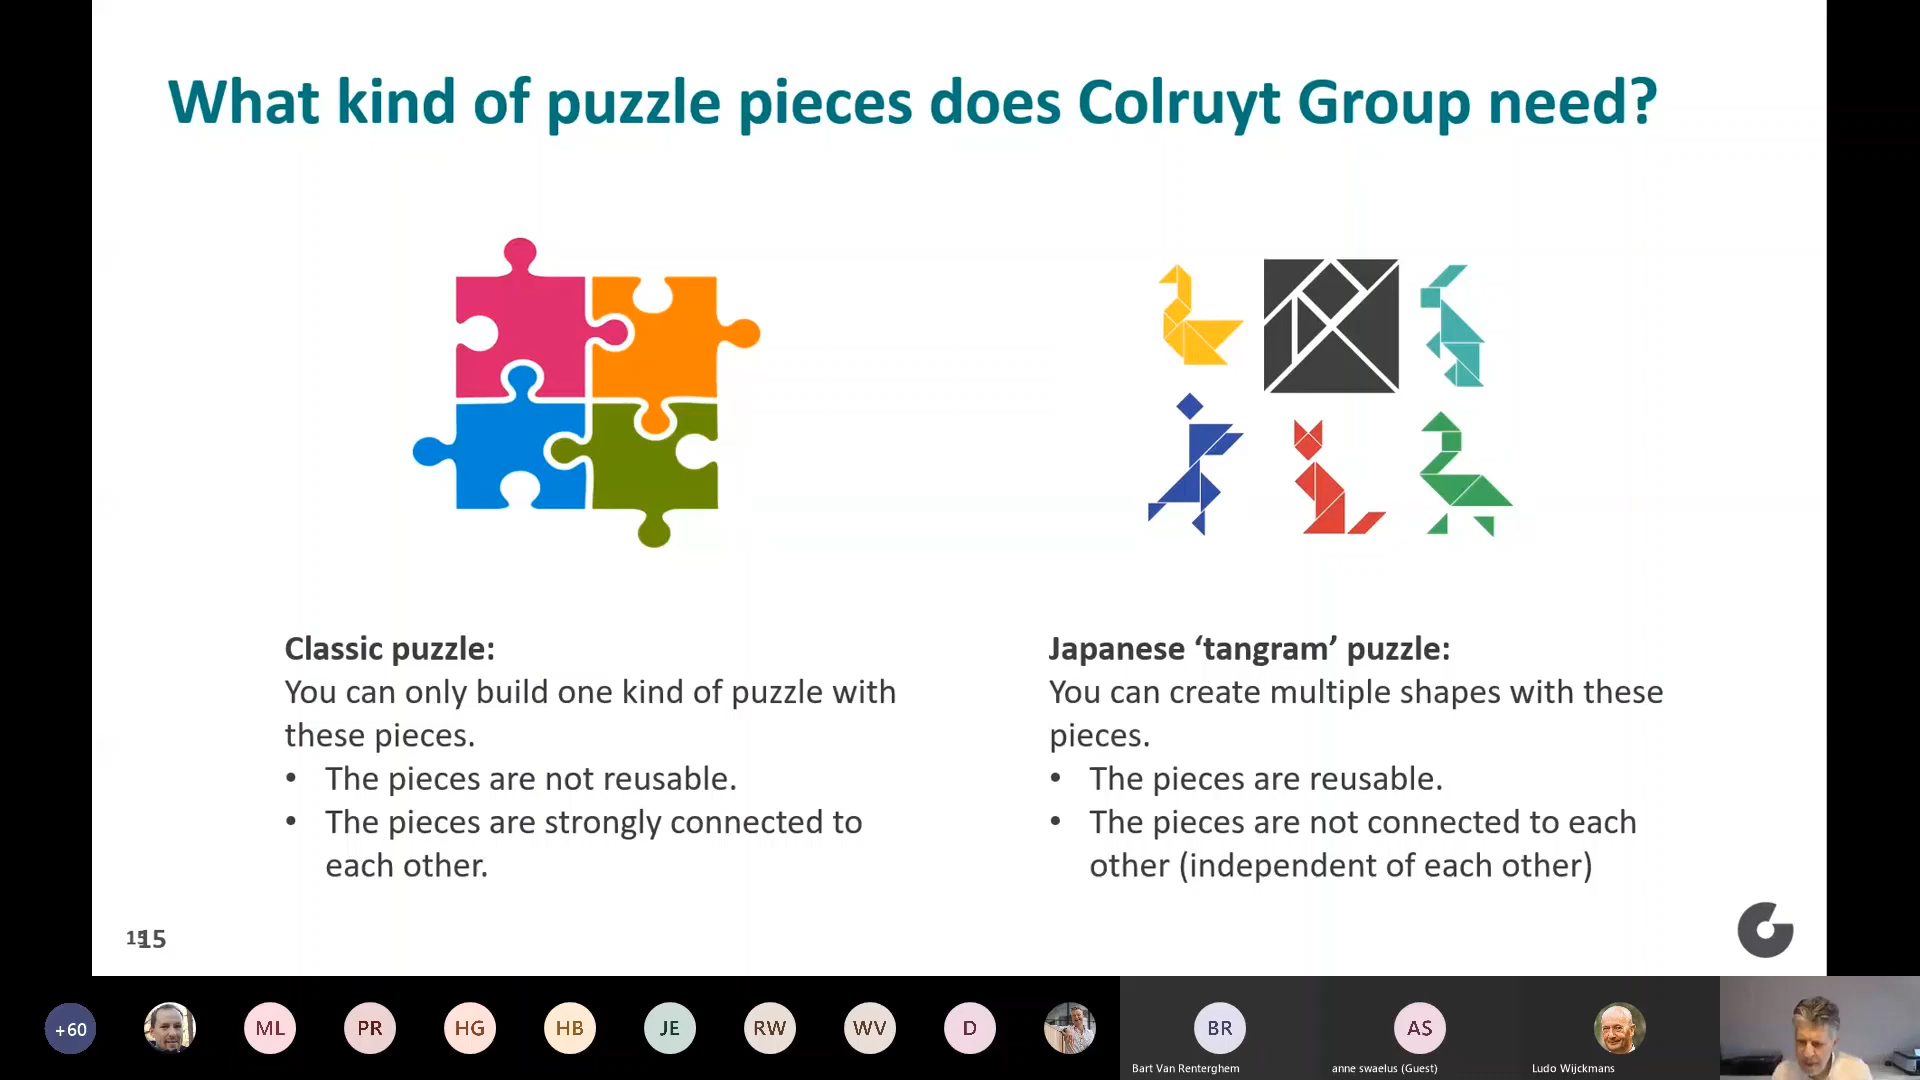 What kind of puzzle pieces does Colruyt Group need?
Classic puzzle:
You can only build one kind of puzzle with
these pieces.
• The pieces are not reusable.
• The pieces are strongly connected to
each other.
Japanese ‘tangram’ puzzle:
You can create multiple shapes with these
pieces.
• The pieces are reusable.
• The pieces are not connected to each
other (independent of each other)
15
15
+60
ML
PR
HG
HB
JE
RW
WV
D
BR
Bart Van Renterghem
AS
anne swaelus (Guest)
Ludo Wijckmans